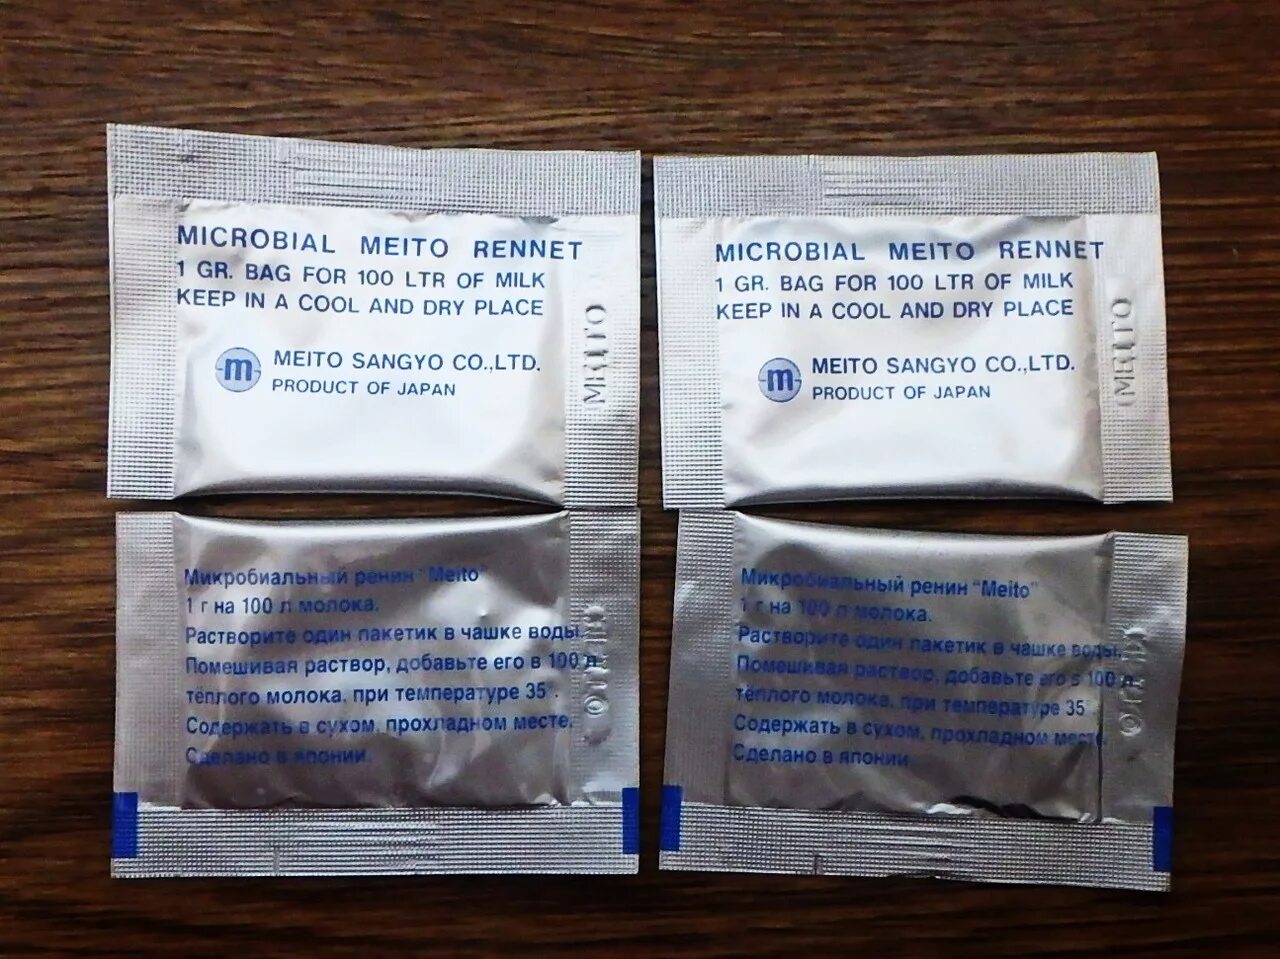 MICROBIAL MEITO RENNET
1 GR. BAG FOR 100 LTR OF MILK
KEEP IN A COOL AND DRY PLACE
m
MEITO SANGYO CO.,LTD.
PRODUCT OF JAPAN
MEITO
MICROBIAL MEITO RENNET
1 GR. BAG FOR 100 LTR OF MILK
KEEP IN A COOL AND DRY PLACE
m
MEITO SANGYO CO.,LTD.
PRODUCT OF JAPAN
MEITO
Микробиальный ренин "Meito"
1 г на 100 л молока.
Растворите один пакетик в чашке воды.
Помешивая раствор, добавьте его в 100 л
тёплого молока, при температуре 35°.
Содержать в сухом, прохладном месте.
Сделано в японии.
Микробиальный ренин "Meito"
1 г на 100 л молока.
Растворите один пакетик в чашке воды.
Помешивая раствор, добавьте его в 100 л
тёплого молока, при температуре 35
Содержать в сухом, прохладном месте.
Сделано в японии